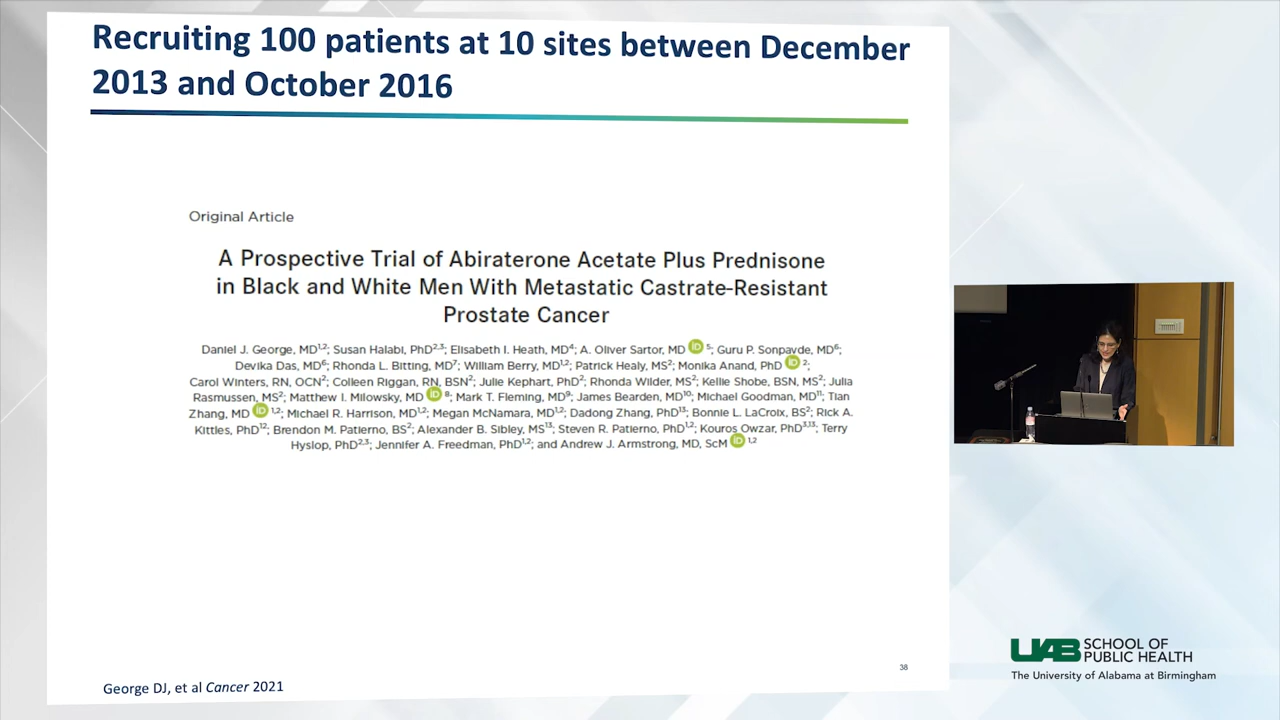 Recruiting 100 patients at 10 sites between December
2013 and October 2016
Original Article
A Prospective Trial of Abiraterone Acetate Plus Prednisone
in Black and White Men With Metastatic Castrate-Resistant
Prostate Cancer
Daniel J. George, MD1,2; Susan Halabi, PhD2,3; Elisabeth I. Heath, MD4; A. Oliver Sartor, MD iD 5; Guru P. Sonpavde, MD6;
Devika Das, MD6; Rhonda L. Bitting, MD7; William Berry, MD1,2; Patrick Healy, MS2; Monika Anand, PhD iD 2;
Carol Winters, RN, OCN2; Colleen Riggan, RN, BSN2; Julie Kephart, PhD2; Rhonda Wilder, MS2; Kellie Shobe, BSN, MS2; Julia
Rasmussen, MS2; Matthew I. Milowsky, MD iD 8; Mark T. Fleming, MD9; James Bearden, MD10; Michael Goodman, MD11; Tian
Zhang, MD iD 1,2; Michael R. Harrison, MD1,2; Megan McNamara, MD1,2; Dadong Zhang, PhD13; Bonnie L. LaCroix, BS2; Rick A.
Kittles, PhD12; Brendon M. Patierno, BS2; Alexander B. Sibley, MS13; Steven R. Patierno, PhD1,2; Kouros Owzar, PhD3,13; Terry
Hyslop, PhD2,3; Jennifer A. Freedman, PhD1,2; and Andrew J. Armstrong, MD, ScM iD 1,2
38
George DJ, et al Cancer 2021
UAB SCHOOL OF
PUBLIC HEALTH
The University of Alabama at Birmingham